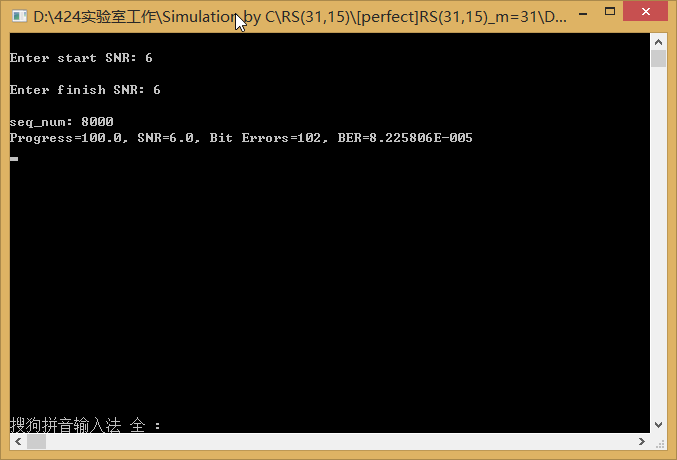 D:\424实验室工作\Simulation by C\RS(31,15)\[perfect]RS(31,15)_m=31\D...
Enter start SNR: 6
Enter finish SNR: 6
seq_num: 8000
Progress=100.0, SNR=6.0, Bit Errors=102, BER=8.225806E-005
搜狗拼音输入法 全 :